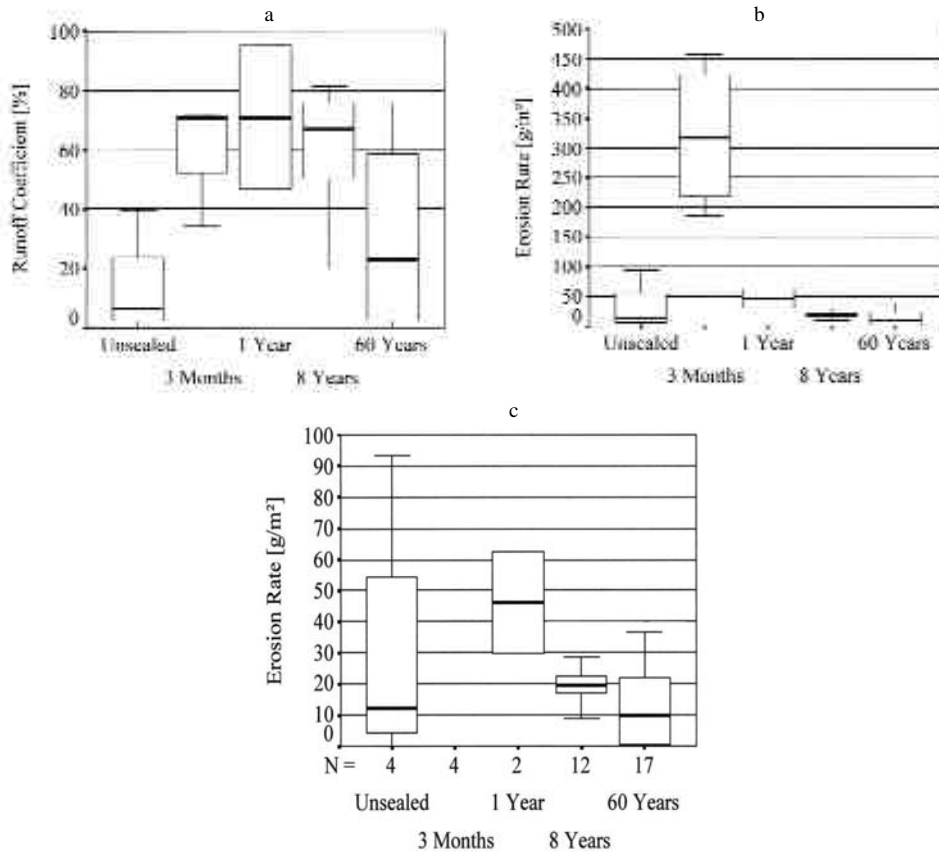 a
100
80
60
40
20
0
Runoff Coefficient [%]
Unsealed 1 Year 60 Years
3 Months 8 Years
b
500
450
400
350
300
250
200
150
100
50
0
Erosion Rate [g/m²]
Unsealed 1 Year 60 Years
3 Months 8 Years
c
100
90
80
70
60
50
40
30
20
10
0
Erosion Rate [g/m²]
N = 4 4 2 12 17
Unsealed 1 Year 60 Years
3 Months 8 Years